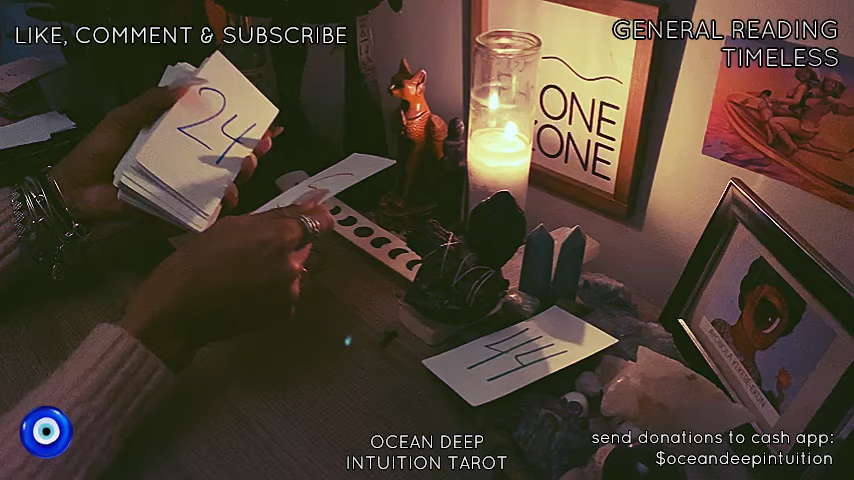 LIKE, COMMENT & SUBSCRIBE
GENERAL READING
TIMELESS
24
ONE
ZONE
44
OCEAN DEEP
INTUITION TAROT
send donations to cash app:
$oceandeepintuition